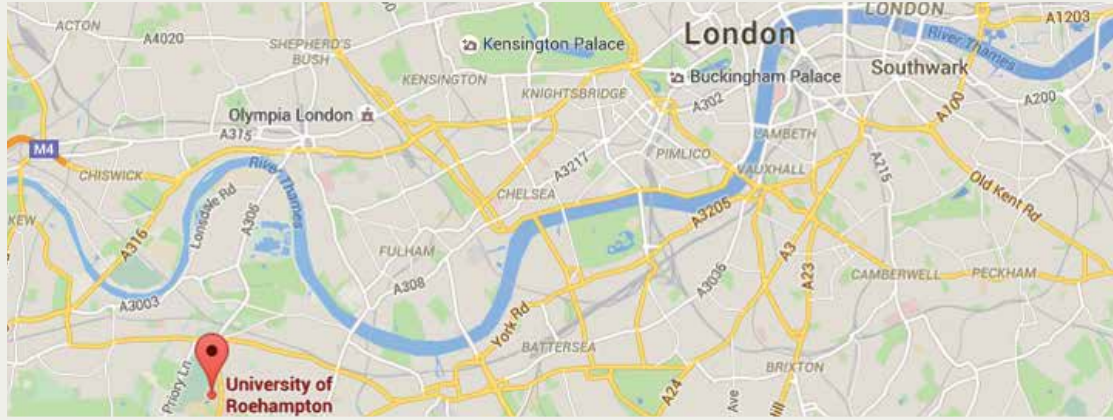 ACTON
A4020
SHEPHERD'S
BUSH
Kensington Palace
London
LONDON
A1203
River Thames
Southwark
KENSINGTON
Buckingham Palace
KNIGHTSBRIDGE
A302
A100
A200
Olympia London
A315
M4
LAMBETH
PIMLICO
A3217
VAUXHALL
A215
CHISWICK
River Thames
CHELSEA
Old Kent Rd
KEW
Lonsdale Rd
A306
A316
A3205
FULHAM
A3
A23
A3036
CAMBERWELL
PECKHAM
A308
A3003
York Rd
BATTERSEA
BRIXTON
Priory Ln
University of
Roehampton
A24
Ave
Hill